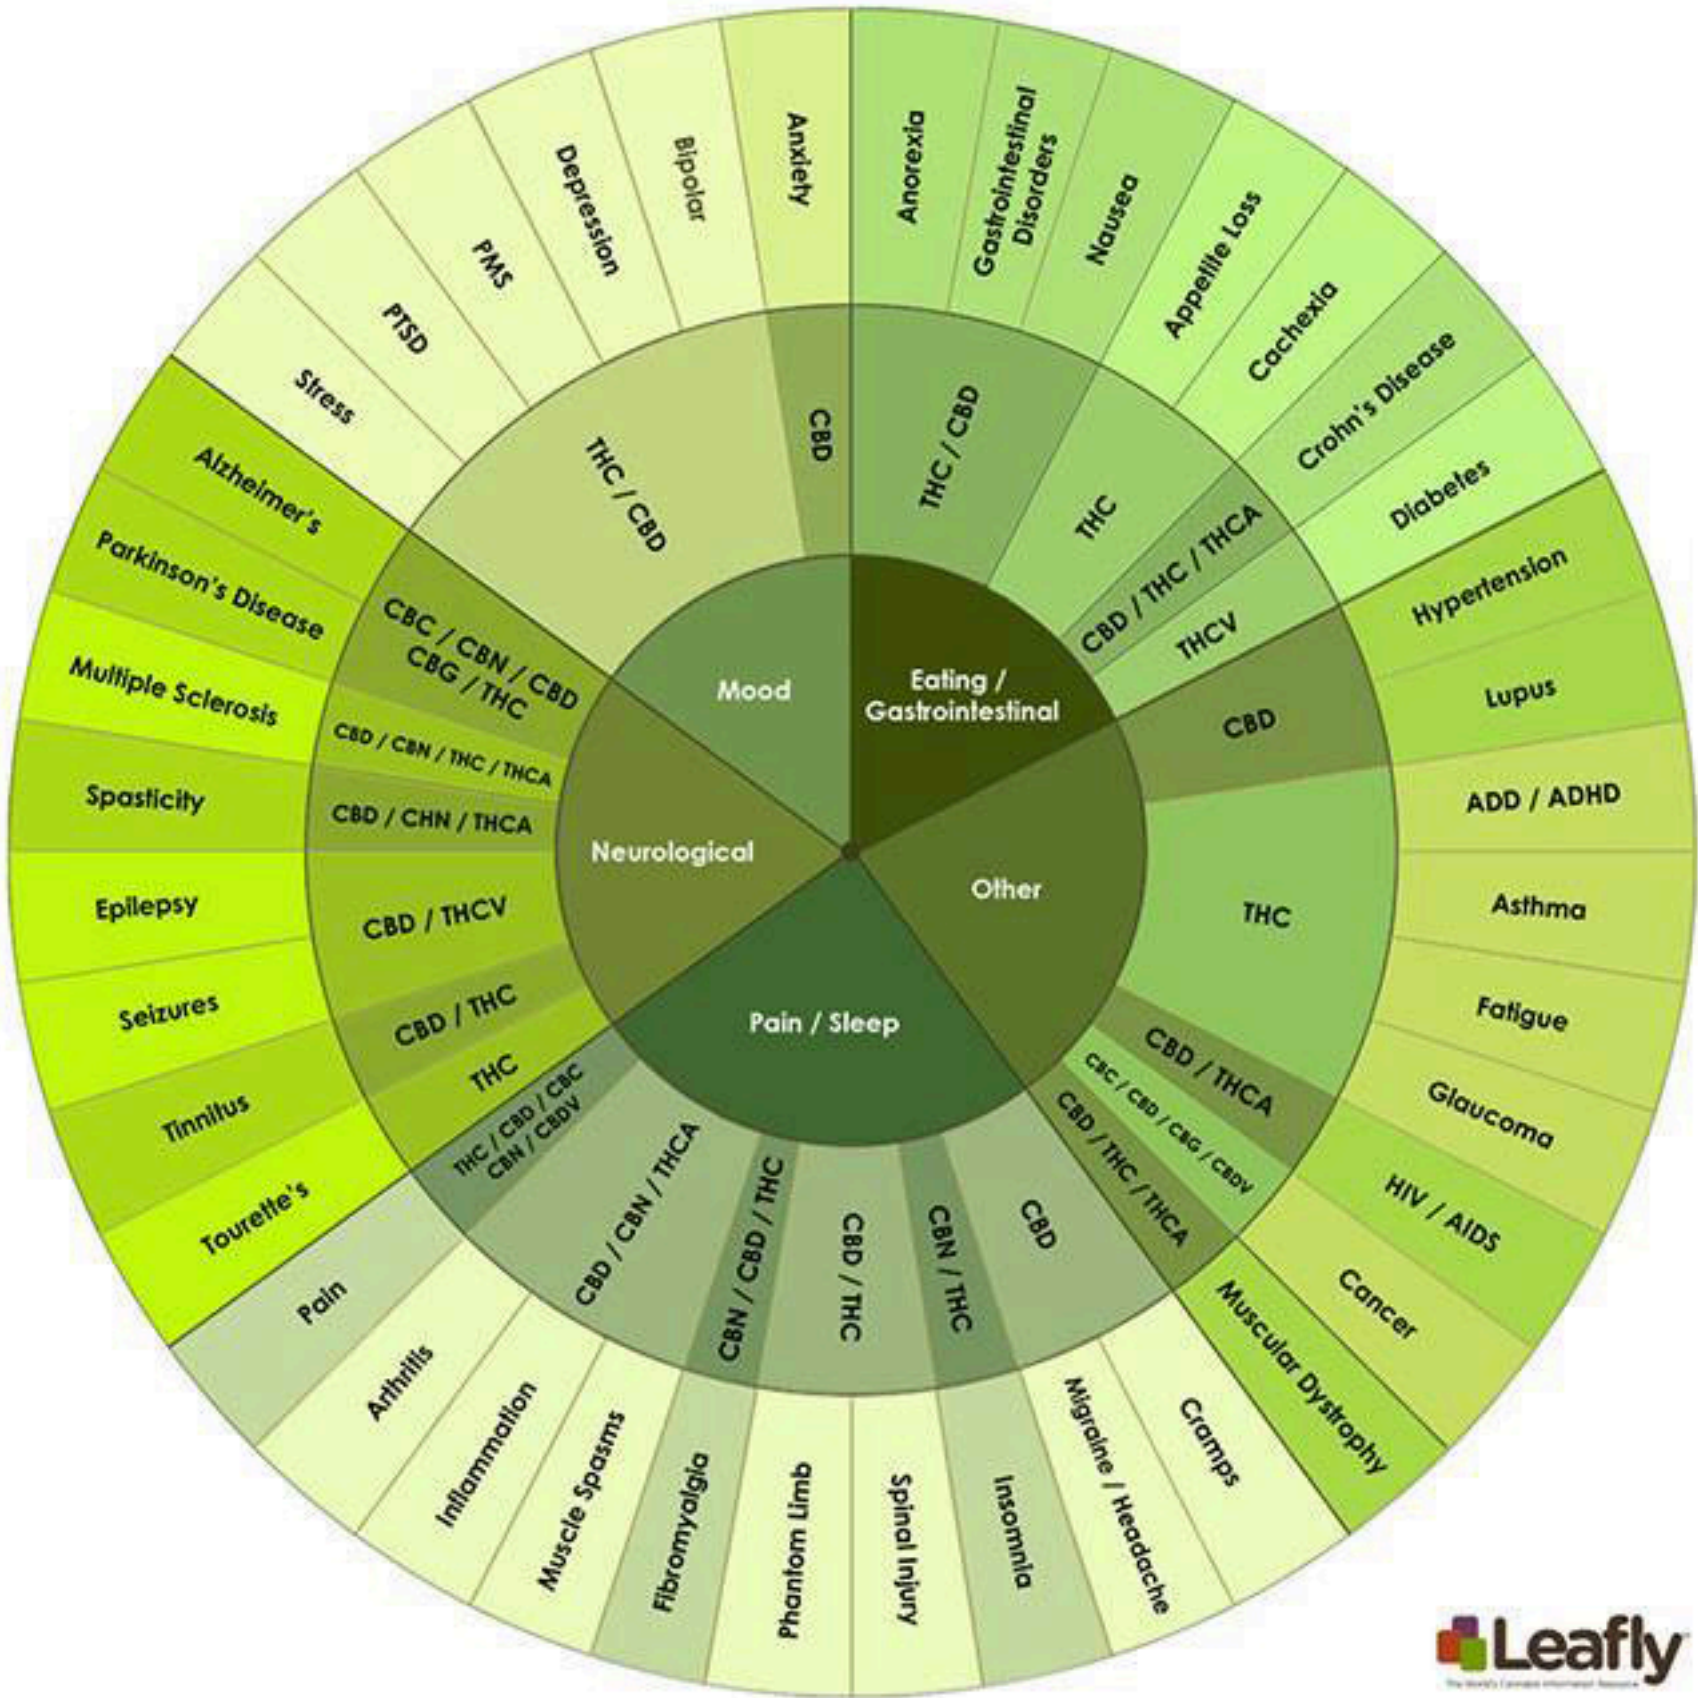 Mood
Eating /
Gastrointestinal
Other
Pain / Sleep
Neurological
THC / CBD
THC
CBD / THC / THCA
THCV
CBD
THC
CBD / THCA
CBC / CBD / CBG / CBDV
CBD / THC / THCA
CBD
CBN / THC
CBD / THC
CBN / CBD / THC
CBD / CBN / THCA
THC / CBD / CBC
CBN / CBDV
THC
CBD / THC
CBD / THCV
CBD / CHN / THCA
CBD / CBN / THC / THCA
CBC / CBN / CBD
CBG / THC
THC / CBD
CBD
Anorexia
Gastrointestinal
Disorders
Nausea
Appetite Loss
Cachexia
Crohn's Disease
Diabetes
Hypertension
Lupus
ADD / ADHD
Asthma
Fatigue
Glaucoma
HIV / AIDS
Cancer
Muscular Dystrophy
Cramps
Migraine / Headache
Insomnia
Spinal Injury
Phantom Limb
Fibromyalgia
Muscle Spasms
Inflammation
Arthritis
Pain
Tourette's
Tinnitus
Seizures
Epilepsy
Spasticity
Multiple Sclerosis
Parkinson's Disease
Alzheimer's
Stress
PTSD
PMS
Depression
Bipolar
Anxiety
Leafly
The World's Cannabis Information Resource